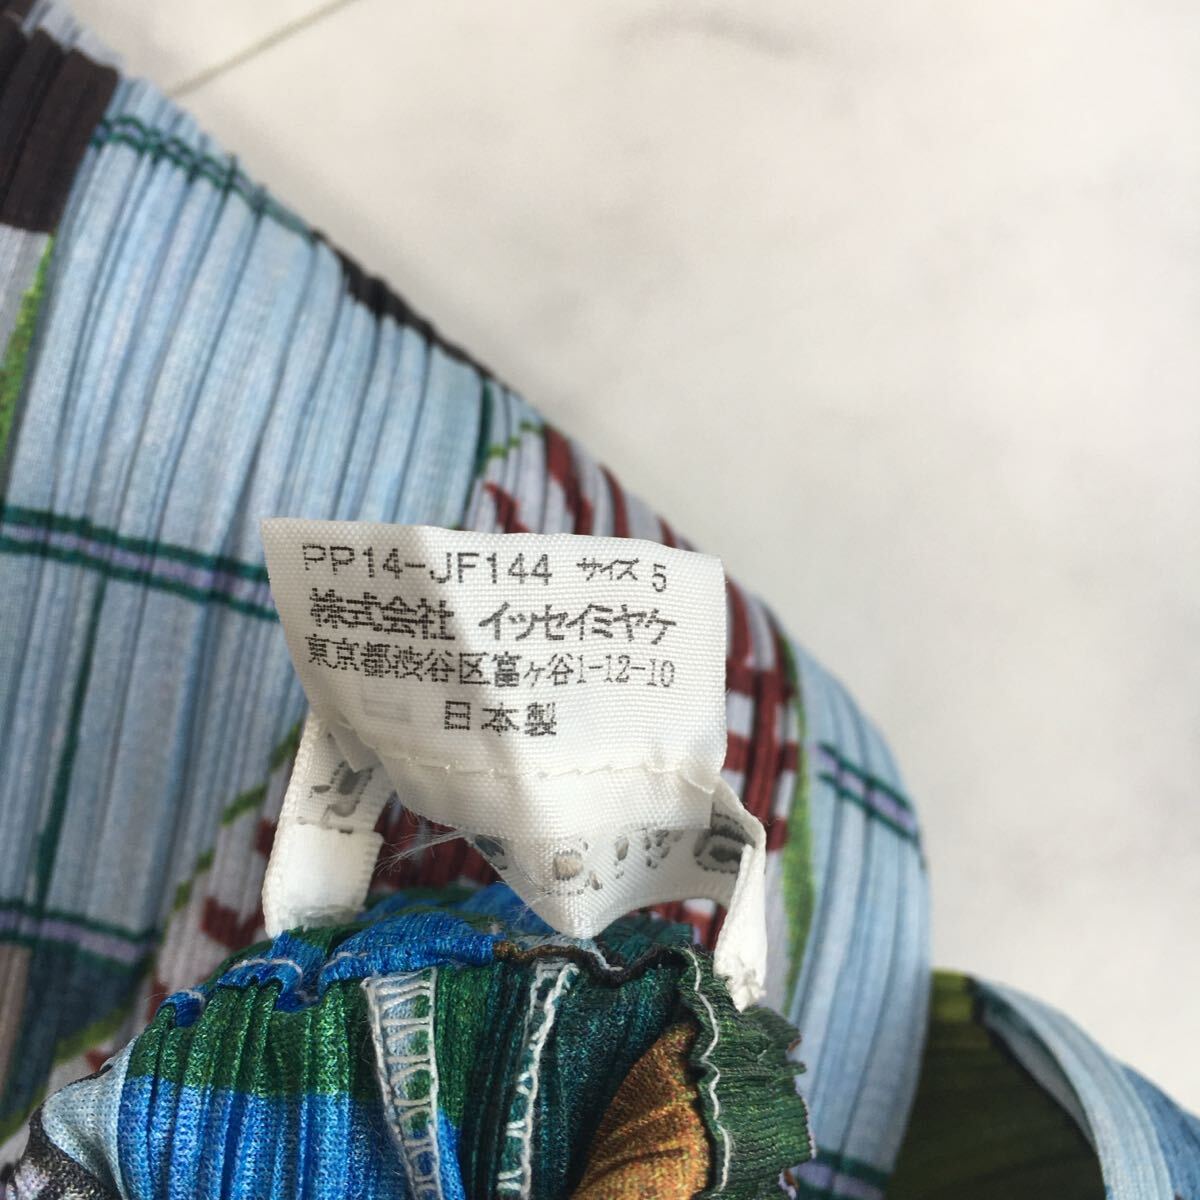 PP14-JF144 サイズ 5
株式会社 イッセイミヤケ
東京都渋谷区富ヶ谷1-12-10
日本製